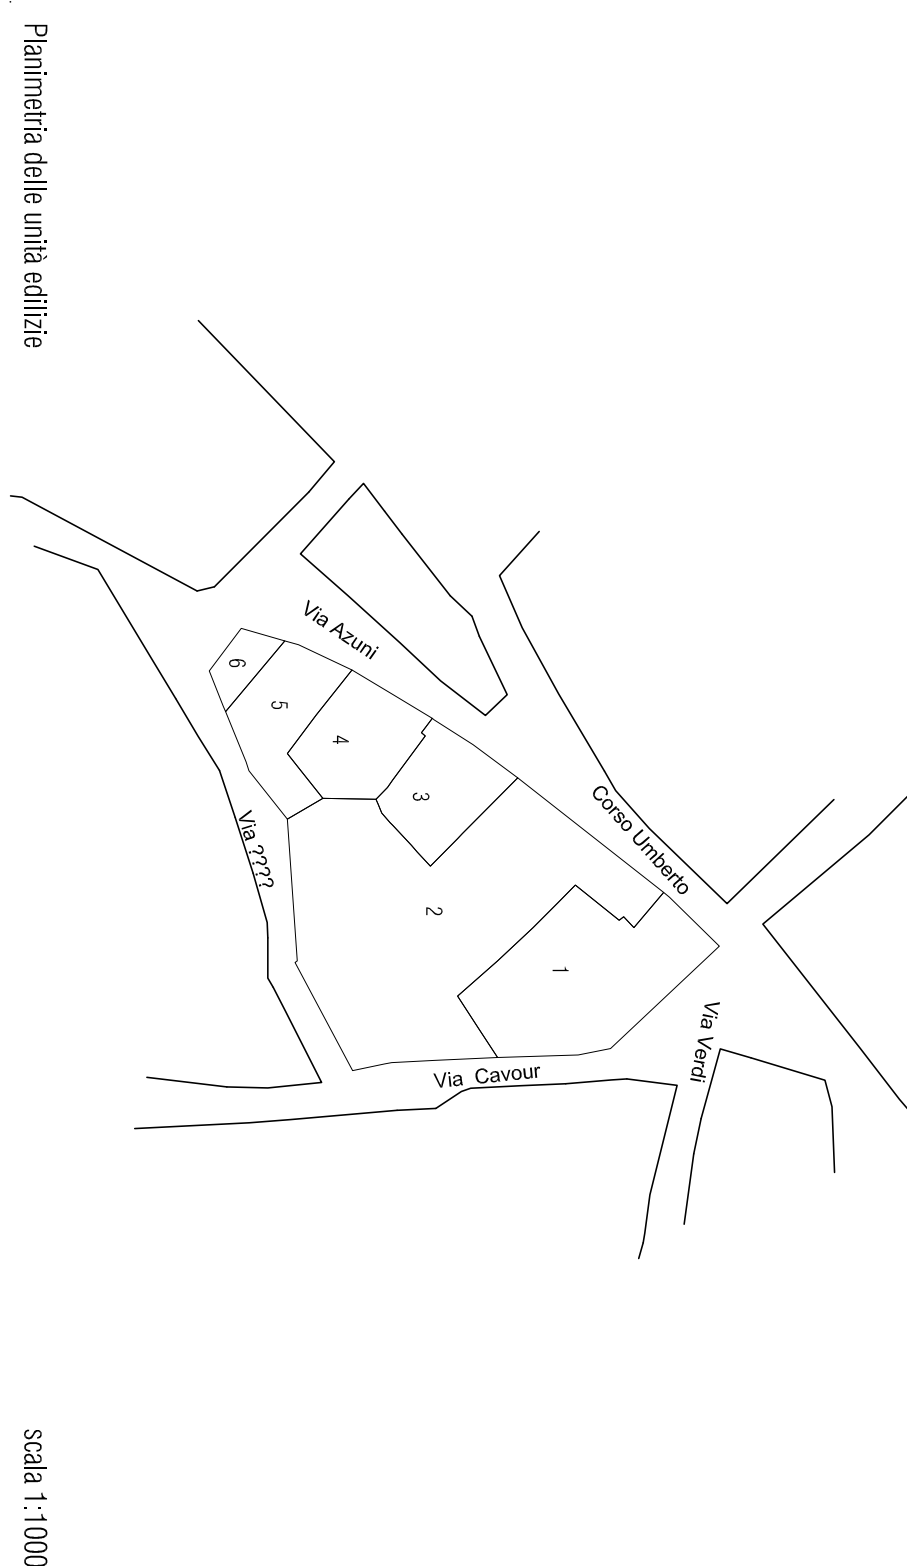 Planimetria delle unità edilizie
Via Azuni
6
5
4
3
Corso Umberto
Via ????
2
1
Via Verdi
Via Cavour
scala 1:1000